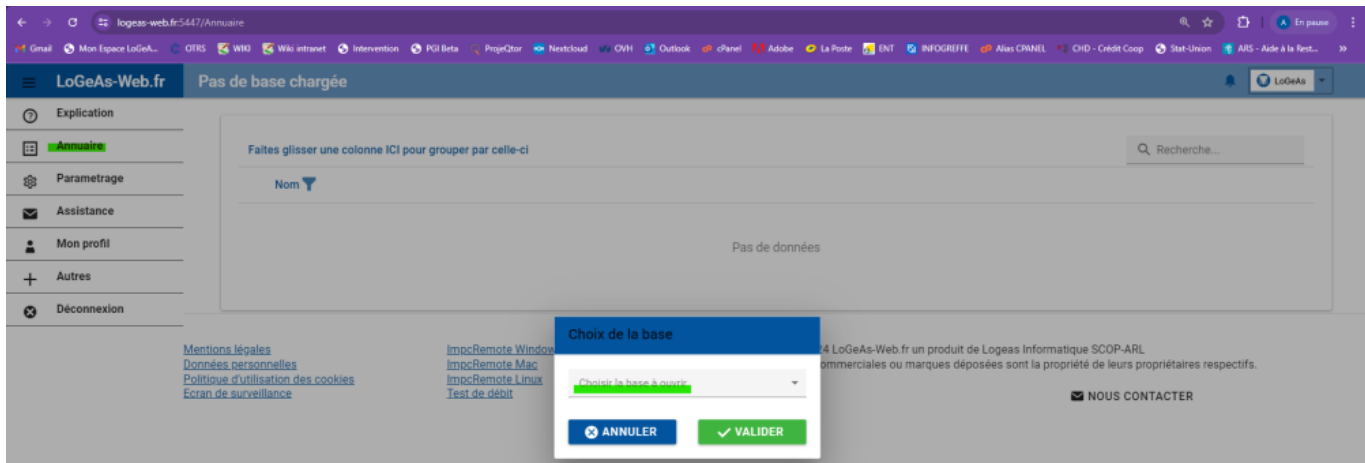 logeas-web.fr:5447/Annuaire
En pause
Gmail Mon Espace LoGeA... OTRS WIKI Wiki intranet Intervention PGI Beta ProjeQtor Nextcloud OVH Outlook cPanel Adobe La Poste ENT INFOGREFFE Alias CPANEL CHD - Crédit Coop Stat-Union ARS - Aide à la Rest... »
LoGeAs-Web.fr Pas de base chargée LoGeAs
Explication
Annuaire
Faites glisser une colonne ICI pour grouper par celle-ci Recherche...
Parametrage
Nom
Assistance
Mon profil
Pas de données
Autres
Déconnexion
Choix de la base
Mentions légales ImpcRemote Window 24 LoGeAs-Web.fr un produit de Logeas Informatique SCOP-ARL
Données personnelles ImpcRemote Mac ommerciales ou marques déposées sont la propriété de leurs propriétaires respectifs.
Politique d'utilisation des cookies ImpcRemote Linux
Choisir la base à ouvrir
Ecran de surveillance Test de débit NOUS CONTACTER
ANNULER VALIDER